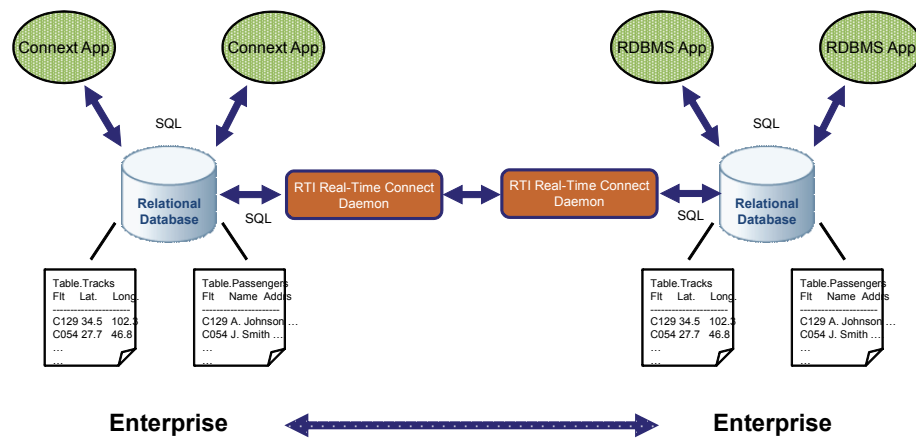 Connext App
Connext App
RDBMS App
RDBMS App
SQL
SQL
Relational
Database
RTI Real-Time Connect
Daemon
RTI Real-Time Connect
Daemon
Relational
Database
SQL
SQL
Table.Tracks
Flt Lat. Long.
------------------------
C129 34.5 102.3
C054 27.7 46.8
…
…
Table.Passengers
Flt Name Addrs
--------------------------
C129 A. Johnson …
C054 J. Smith …
…
…
Table.Tracks
Flt Lat. Long.
------------------------
C129 34.5 102.3
C054 27.7 46.8
…
…
Table.Passengers
Flt Name Addrs
--------------------------
C129 A. Johnson …
C054 J. Smith …
…
…
Enterprise
Enterprise